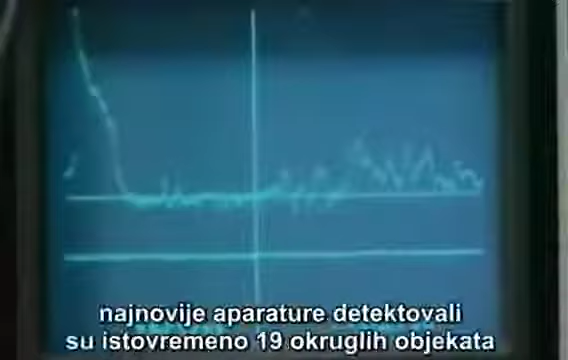 najnovije aparature detektovali
su istovremeno 19 okruglih objekata